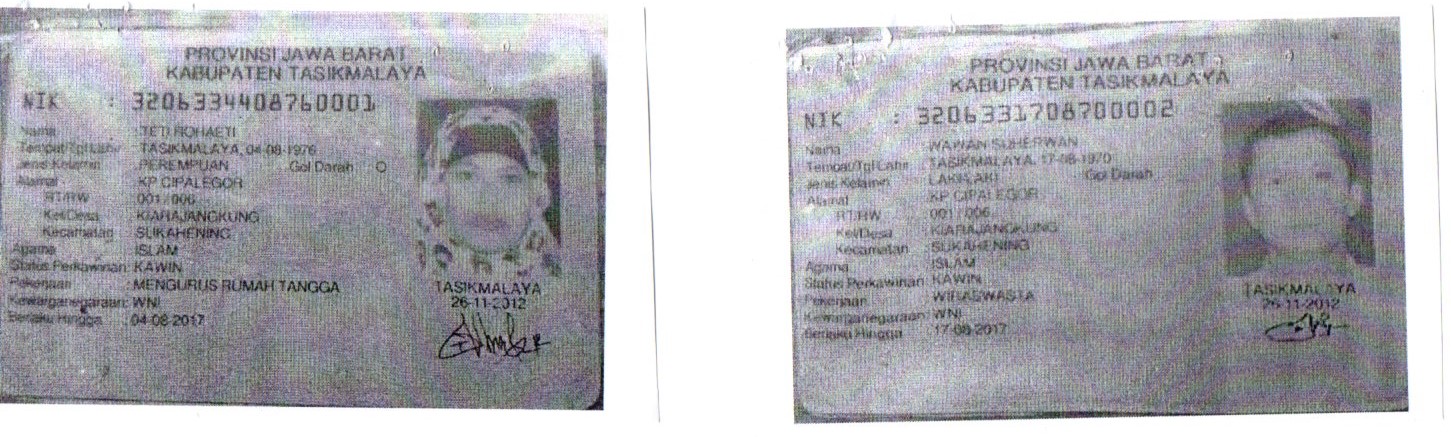 PROVINSI JAWA BARAT
KABUPATEN TASIKMALAYA
NIK : 3206334408760001
Nama : TETI ROHAETI
Tempat/Tgl Lahir : TASIKMALAYA, 04-08-1976
Jenis Kelamin : PEREMPUAN Gol Darah O
Alamat : KP CIPALEGOR
RT/RW : 001 / 006
Kel/Desa : KIARAJANGKUNG
Kecamatan : SUKAHENING
Agama : ISLAM
Status Perkawinan: KAWIN
Pekerjaan : MENGURUS RUMAH TANGGA
Kewarganegaraan: WNI
Berlaku Hingga : 04-08-2017
TASIKMALAYA
26-11-2012
PROVINSI JAWA BARAT
KABUPATEN TASIKMALAYA
NIK : 3206331708700002
Nama : WAWAN SUHERWAN
Tempat/Tgl Lahir : TASIKMALAYA, 17-08-1970
Jenis Kelamin : LAKI-LAKI Gol Darah
Alamat : KP CIPALEGOR
RT/RW : 001 / 006
Kel/Desa : KIARAJANGKUNG
Kecamatan : SUKAHENING
Agama : ISLAM
Status Perkawinan: KAWIN
Pekerjaan : WIRASWASTA
Kewarganegaraan: WNI
Berlaku Hingga : 17-08-2017
TASIKMALAYA
26-11-2012